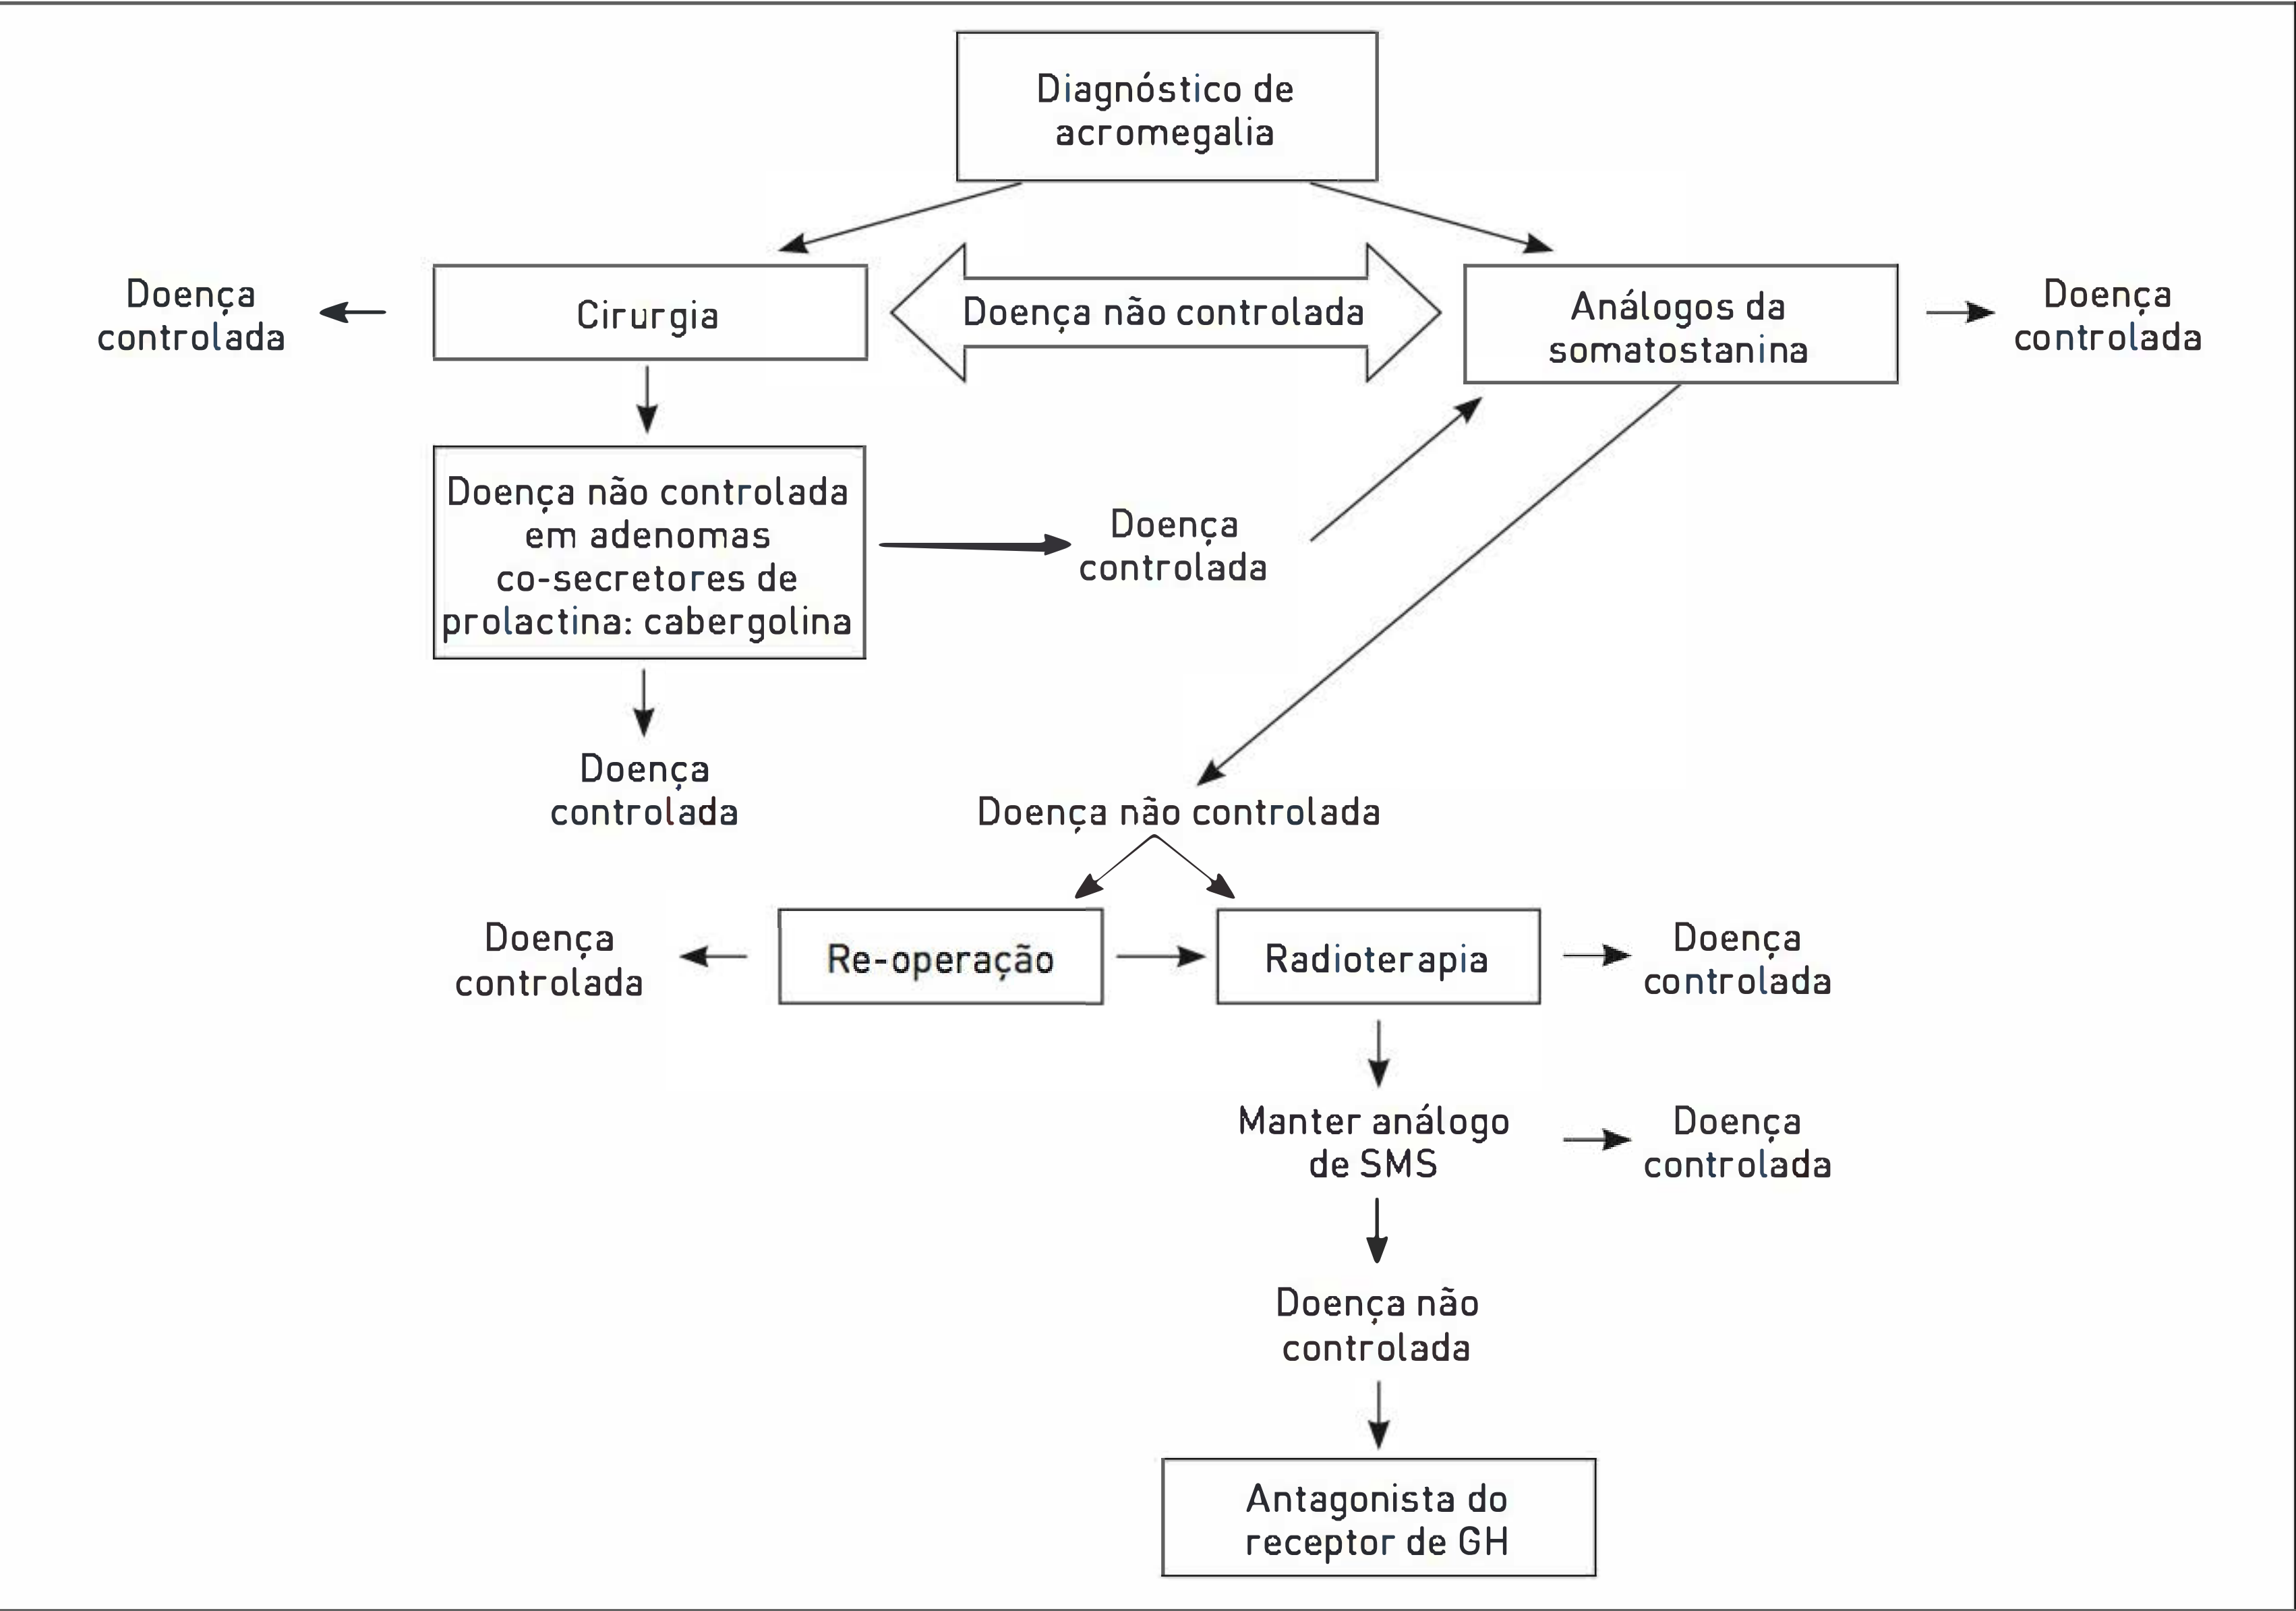 Diagnóstico de
acromegalia
Doença
controlada
Cirurgia
Doença não controlada
Análogos da
somatostanina
Doença
controlada
Doença não controlada
em adenomas
co-secretores de
prolactina: cabergolina
Doença
controlada
Doença
controlada
Doença não controlada
Doença
controlada
Re-operação
Radioterapia
Doença
controlada
Manter análogo
de SMS
Doença
controlada
Doença não
controlada
Antagonista do
receptor de GH